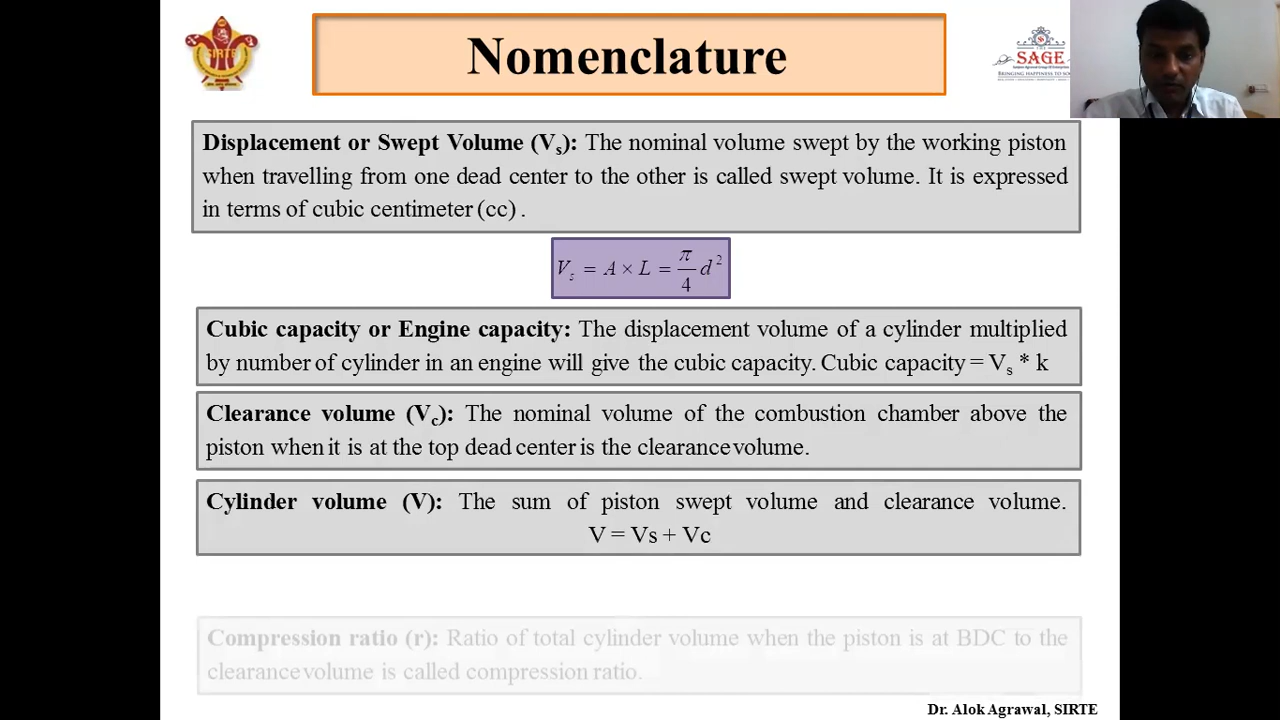 Nomenclature
SIRTE
THE
SAGE
BRINGING HAPPINESS TO SO
Displacement or Swept Volume (Vs): The nominal volume swept by the working piston
when travelling from one dead center to the other is called swept volume. It is expressed
in terms of cubic centimeter (cc) .
Vs = A × L = π/4 d²
Cubic capacity or Engine capacity: The displacement volume of a cylinder multiplied
by number of cylinder in an engine will give the cubic capacity. Cubic capacity = Vs * k
Clearance volume (Vc): The nominal volume of the combustion chamber above the
piston when it is at the top dead center is the clearance volume.
Cylinder volume (V): The sum of piston swept volume and clearance volume.
V = Vs + Vc
Compression ratio (r): Ratio of total cylinder volume when the piston is at BDC to the
clearance volume is called compression ratio.
Dr. Alok Agrawal, SIRTE